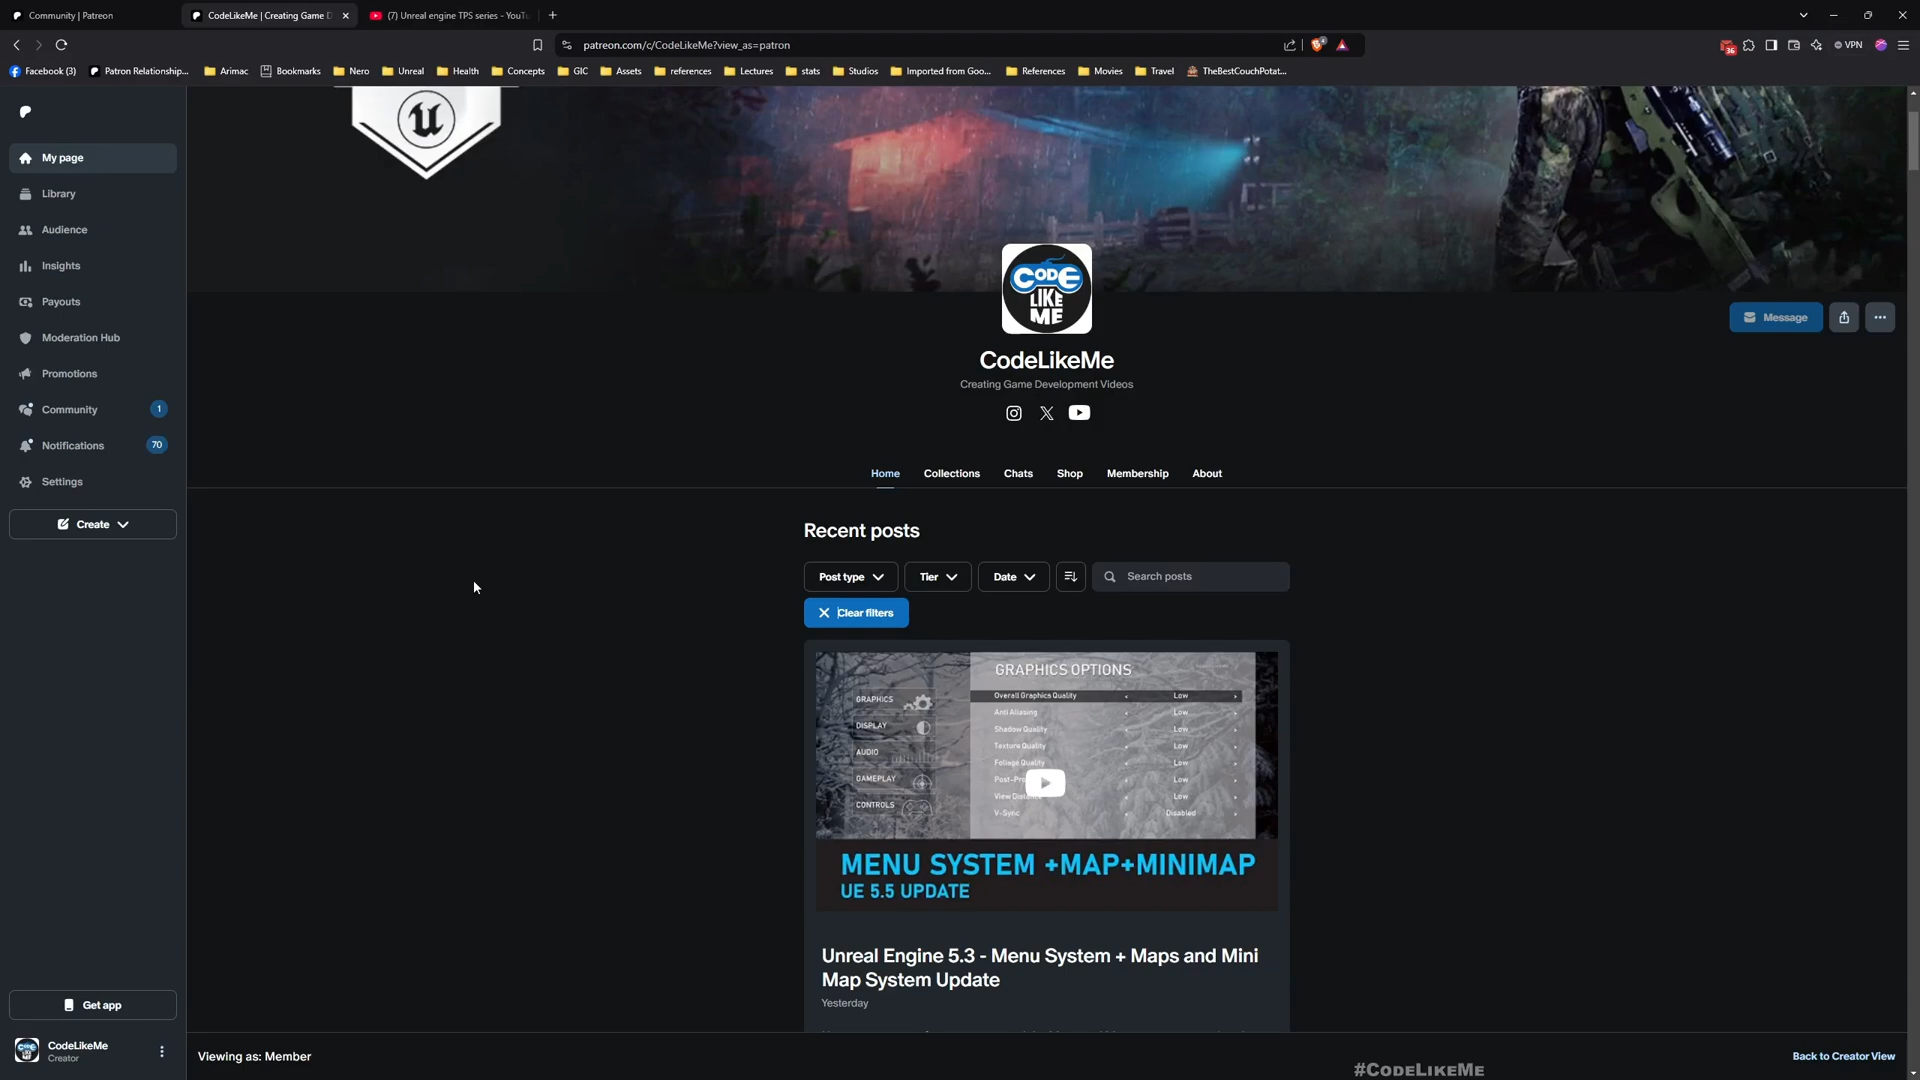 Community | Patreon
CodeLikeMe | Creating Game D
(7) Unreal engine TPS series - YouTu
patreon.com/c/CodeLikeMe?view_as=patron
VPN
Facebook (3)
Patron Relationship...
Arimac
Bookmarks
Nero
Unreal
Health
Concepts
GIC
Assets
references
Lectures
stats
Studios
Imported from Goo...
References
Movies
Travel
TheBestCouchPotat...
36
My page
Library
Audience
Insights
Payouts
Moderation Hub
Promotions
Community 1
Notifications 70
Settings
Create
Get app
CodeLikeMe
Creator
CODE
LIKE
ME
Message
CodeLikeMe
Creating Game Development Videos
Home Collections Chats Shop Membership About
Recent posts
Post type Tier Date Search posts
Clear filters
GRAPHICS
DISPLAY
AUDIO
GAMEPLAY
CONTROLS
GRAPHICS OPTIONS
Overall Graphics Quality Low
Anti Aliasing Low
Shadow Quality Low
Texture Quality Low
Foliage Quality Low
Post-Pro Low
View Distan Low
V-Sync Disabled
MENU SYSTEM +MAP+MINIMAP
UE 5.5 UPDATE
Unreal Engine 5.3 - Menu System + Maps and Mini
Map System Update
Yesterday
Viewing as: Member
Back to Creator View
#CODELIKEME